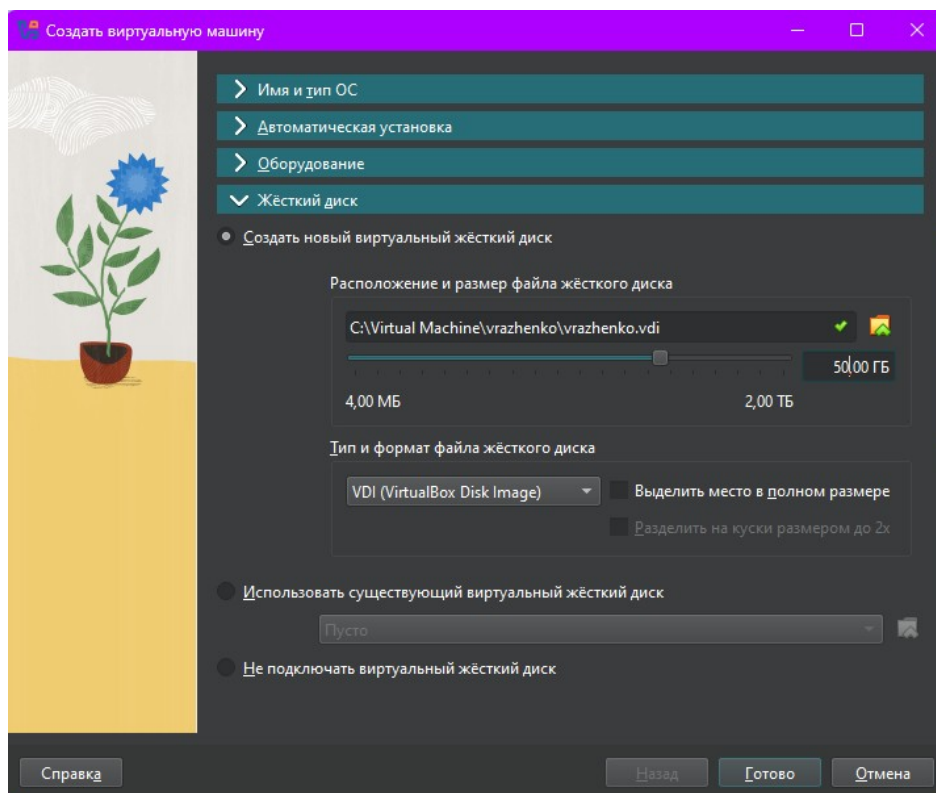 Создать виртуальную машину
Имя и тип ОС
Автоматическая установка
Оборудование
Жёсткий диск
Создать новый виртуальный жёсткий диск
Расположение и размер файла жёсткого диска
C:\Virtual Machine\vrazhenko\vrazhenko.vdi
50,00 ГБ
4,00 МБ 2,00 ТБ
Тип и формат файла жёсткого диска
VDI (VirtualBox Disk Image) Выделить место в полном размере
Разделить на куски размером до 2х
Использовать существующий виртуальный жёсткий диск
Пусто
Не подключать виртуальный жёсткий диск
Справка Назад Готово Отмена